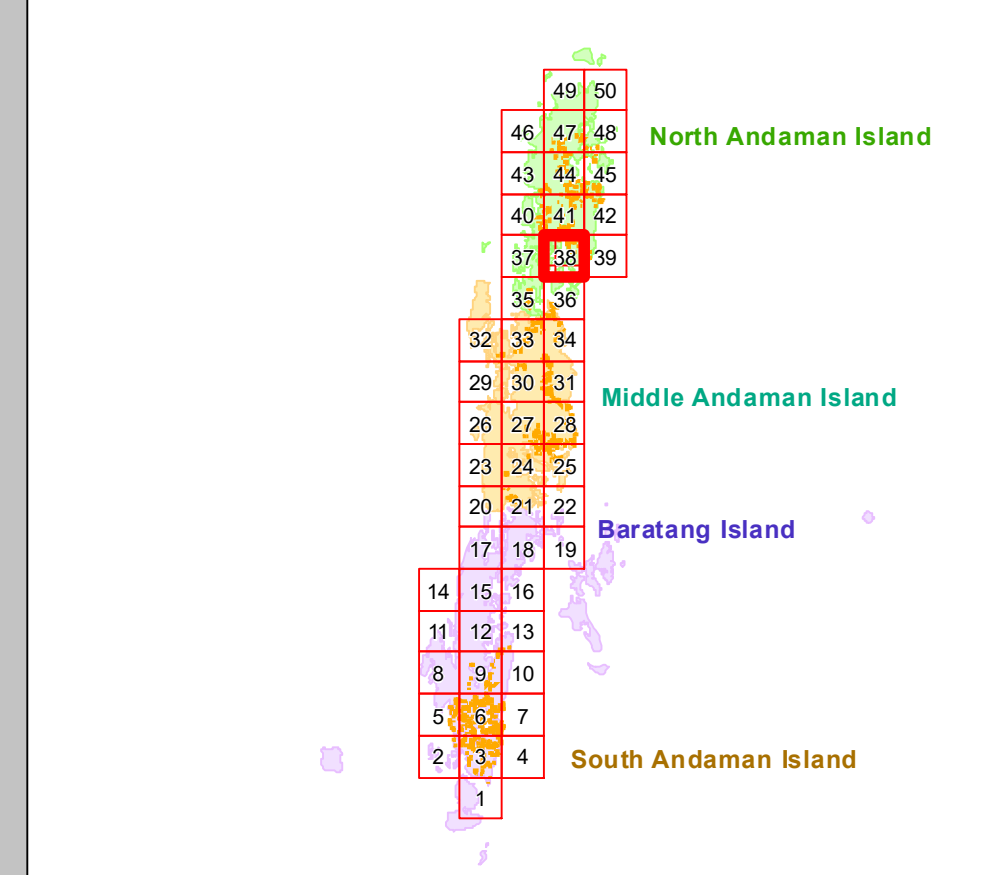 49 50
46 47 48
North Andaman Island
43 44 45
40 41 42
37 38 39
35 36
32 33 34
29 30 31
Middle Andaman Island
26 27 28
23 24 25
20 21 22
Baratang Island
17 18 19
14 15 16
11 12 13
8 9 10
5 6 7
2 3 4
South Andaman Island
1